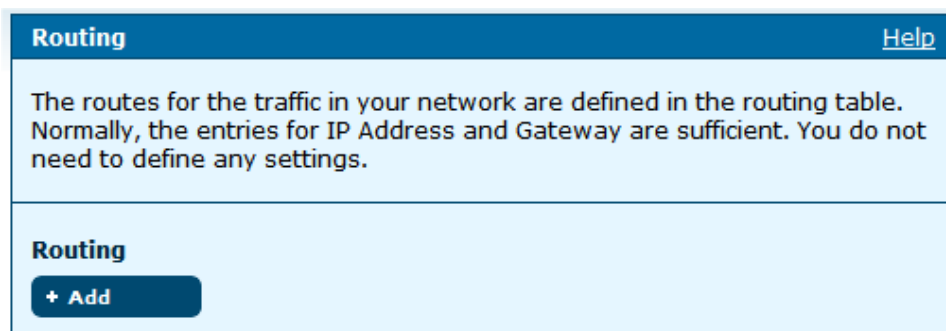 Routing Help
The routes for the traffic in your network are defined in the routing table.
Normally, the entries for IP Address and Gateway are sufficient. You do not
need to define any settings.
Routing
+ Add